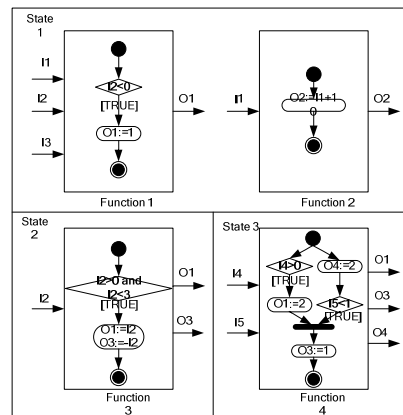 State
1
I1
I2
I3
I2<0
[TRUE]
O1:=1
O1
Function 1
I1
O2:=I1+1
0
O2
Function 2
State
2
I2
I2>0 and
I2<3
[TRUE]
O1:=I2
O3:=-I2
O1
O3
Function
3
State 3
I4
I5
I4>0
[TRUE]
O1:=2
O4:=2
I5<1
[TRUE]
O3:=1
O1
O3
O4
Function
4